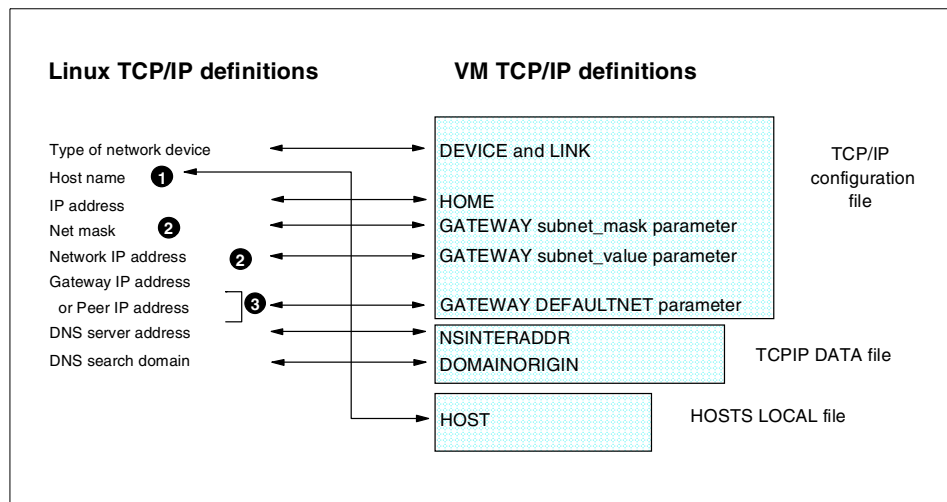 Linux TCP/IP definitions
VM TCP/IP definitions
Type of network device
DEVICE and LINK
TCP/IP
configuration
file
Host name 1
IP address
HOME
Net mask 2
GATEWAY subnet_mask parameter
Network IP address 2
GATEWAY subnet_value parameter
Gateway IP address
or Peer IP address 3
GATEWAY DEFAULTNET parameter
DNS server address
NSINTERADDR
TCPIP DATA file
DNS search domain
DOMAINORIGIN
HOST
HOSTS LOCAL file